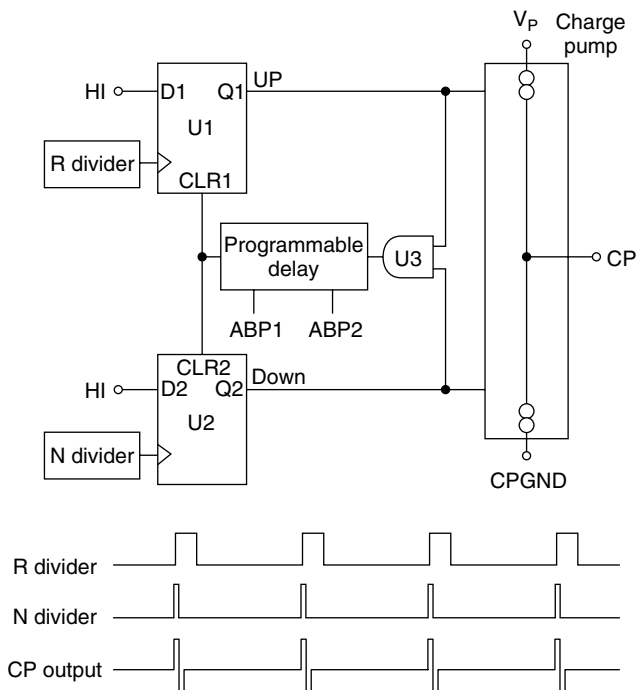 V_P
Charge
pump
HI
D1
Q1
UP
U1
R divider
CLR1
Programmable
delay
U3
CP
ABP1
ABP2
CLR2
HI
D2
Q2
Down
U2
N divider
CPGND
R divider
N divider
CP output